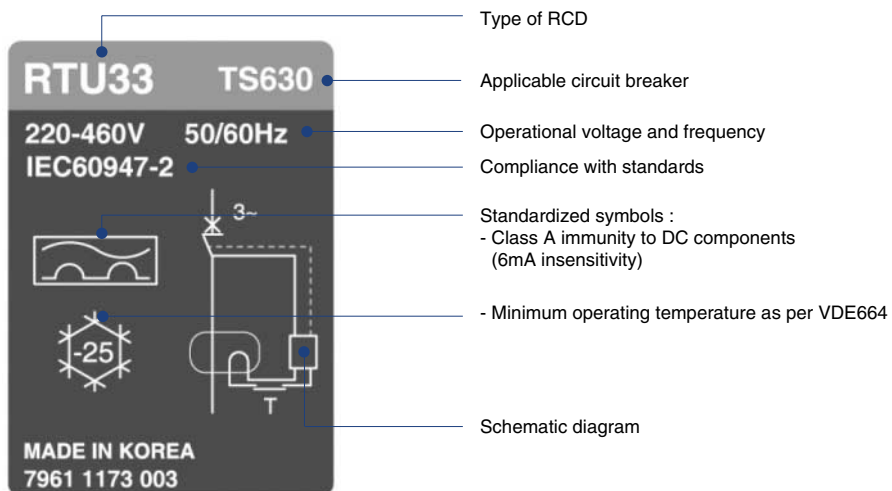 Type of RCD
RTU33 TS630
Applicable circuit breaker
220-460V 50/60Hz
Operational voltage and frequency
IEC60947-2
Compliance with standards
3~
Standardized symbols :
- Class A immunity to DC components
(6mA insensitivity)
- Minimum operating temperature as per VDE664
-25
T
Schematic diagram
MADE IN KOREA
7961 1173 003